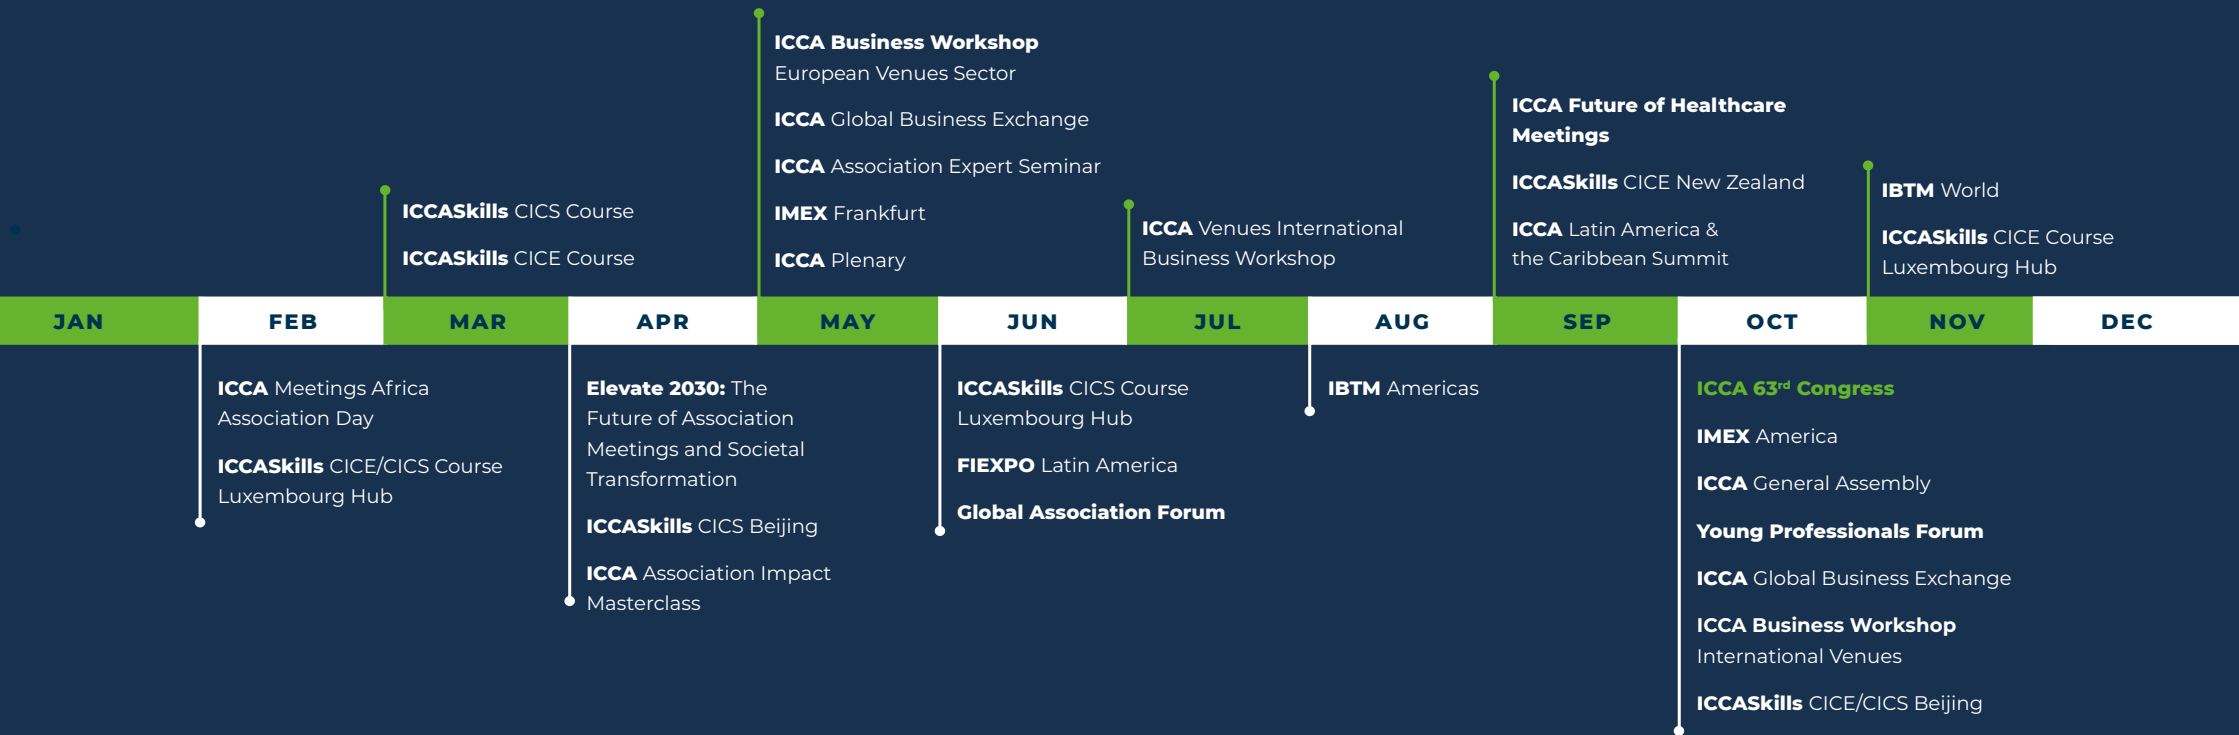 ICCA Business Workshop
European Venues Sector
ICCA Global Business Exchange
ICCA Association Expert Seminar
IMEX Frankfurt
ICCA Plenary
ICCA Future of Healthcare
Meetings
ICCASkills CICE New Zealand
ICCA Latin America &
the Caribbean Summit
ICCASkills CICS Course
ICCASkills CICE Course
ICCA Venues International
Business Workshop
IBTM World
ICCASkills CICE Course
Luxembourg Hub
JAN FEB MAR APR MAY JUN JUL AUG SEP OCT NOV DEC
ICCA Meetings Africa
Association Day
ICCASkills CICE/CICS Course
Luxembourg Hub
Elevate 2030: The
Future of Association
Meetings and Societal
Transformation
ICCASkills CICS Beijing
ICCA Association Impact
Masterclass
ICCASkills CICS Course
Luxembourg Hub
FIEXPO Latin America
Global Association Forum
IBTM Americas
ICCA 63rd Congress
IMEX America
ICCA General Assembly
Young Professionals Forum
ICCA Global Business Exchange
ICCA Business Workshop
International Venues
ICCASkills CICE/CICS Beijing